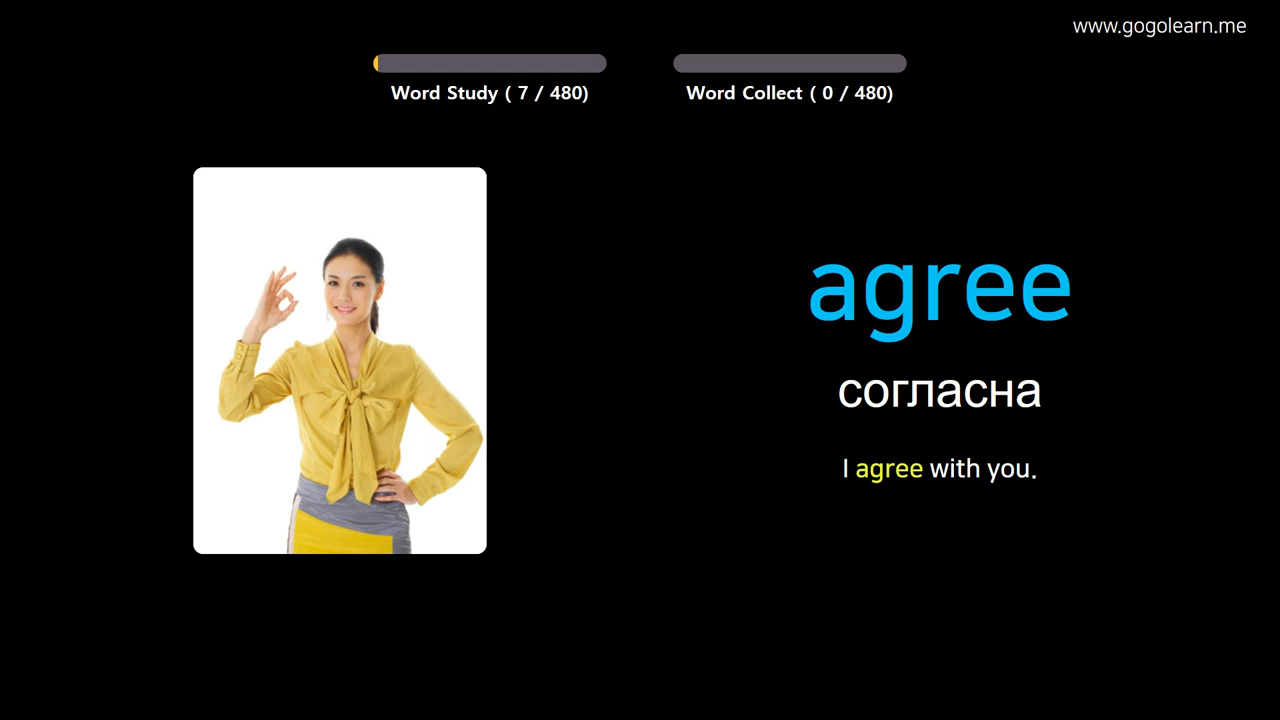 www.gogolearn.me
Word Study ( 7 / 480)
Word Collect ( 0 / 480)
agree
согласна
I agree with you.